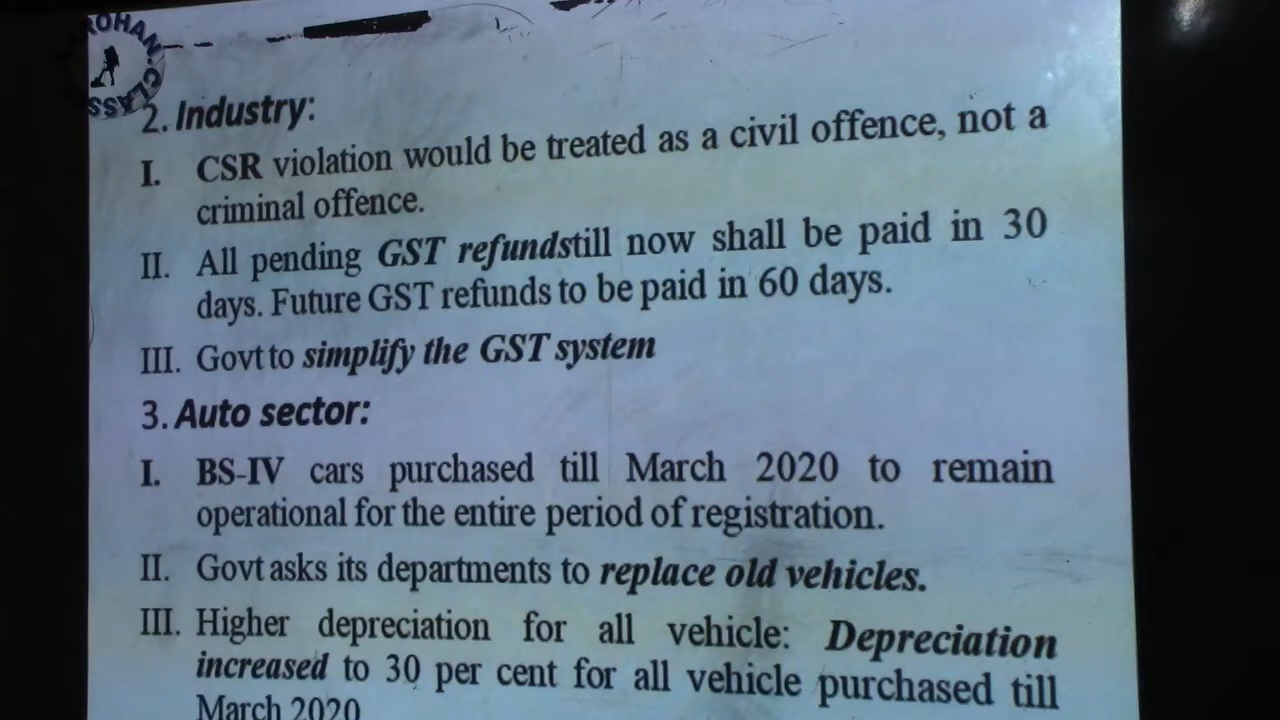 ROHAN CLASS
2. Industry:
I. CSR violation would be treated as a civil offence, not a
criminal offence.
II. All pending GST refundstill now shall be paid in 30
days. Future GST refunds to be paid in 60 days.
III. Govt to simplify the GST system
3. Auto sector:
I. BS-IV cars purchased till March 2020 to remain
operational for the entire period of registration.
II. Govt asks its departments to replace old vehicles.
III. Higher depreciation for all vehicle: Depreciation
increased to 30 per cent for all vehicle purchased till
March 2020